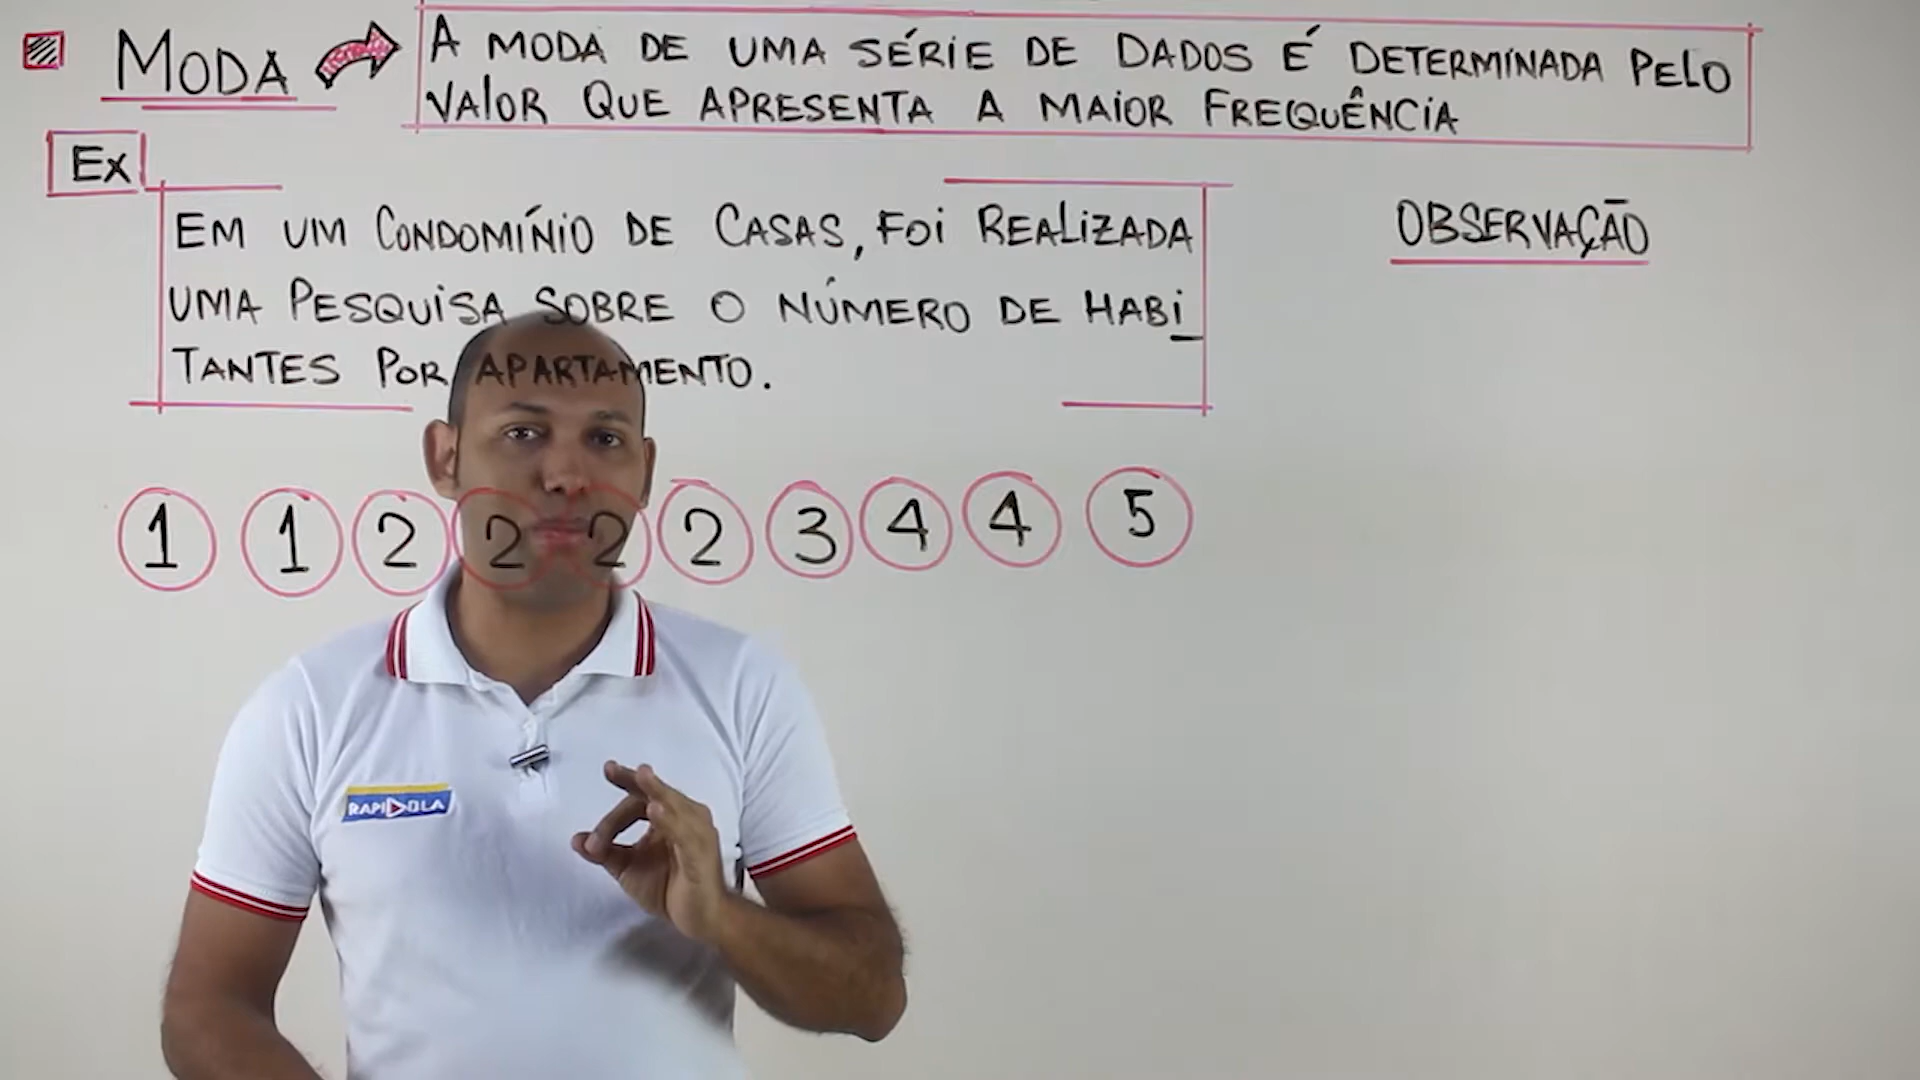 MODA
A MODA DE UMA SÉRIE DE DADOS É DETERMINADA PELO
VALOR QUE APRESENTA A MAIOR FREQUÊNCIA
Ex
EM UM CONDOMÍNIO DE CASAS, FOI REALIZADA
UMA PESQUISA SOBRE O NÚMERO DE HABI
TANTES POR APARTAMENTO.
OBSERVAÇÃO
1 1 2 2 2 2 3 4 4 5
RAPIDOLA